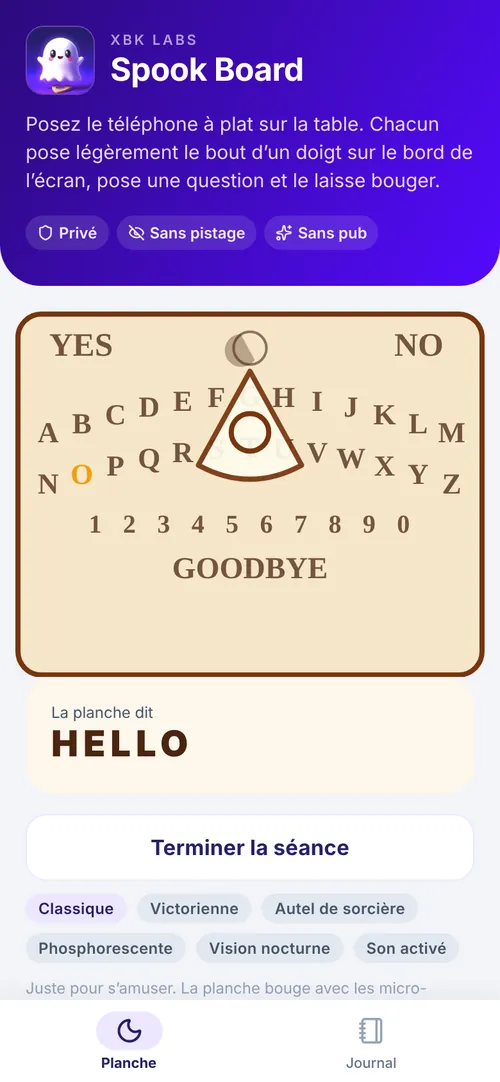 XBK LABS
Spook Board
Posez le téléphone à plat sur la table. Chacun
pose légèrement le bout d’un doigt sur le bord de
l’écran, pose une question et le laisse bouger.
Privé
Sans pistage
Sans pub
YES NO
A B C D E F G H I J K L M
N O P Q R S T U V W X Y Z
1 2 3 4 5 6 7 8 9 0
GOODBYE
La planche dit
HELLO
Terminer la séance
Classique
Victorienne
Autel de sorcière
Phosphorescente
Vision nocturne
Son activé
Juste pour s’amuser. La planche bouge avec les micro-
Planche
Journal